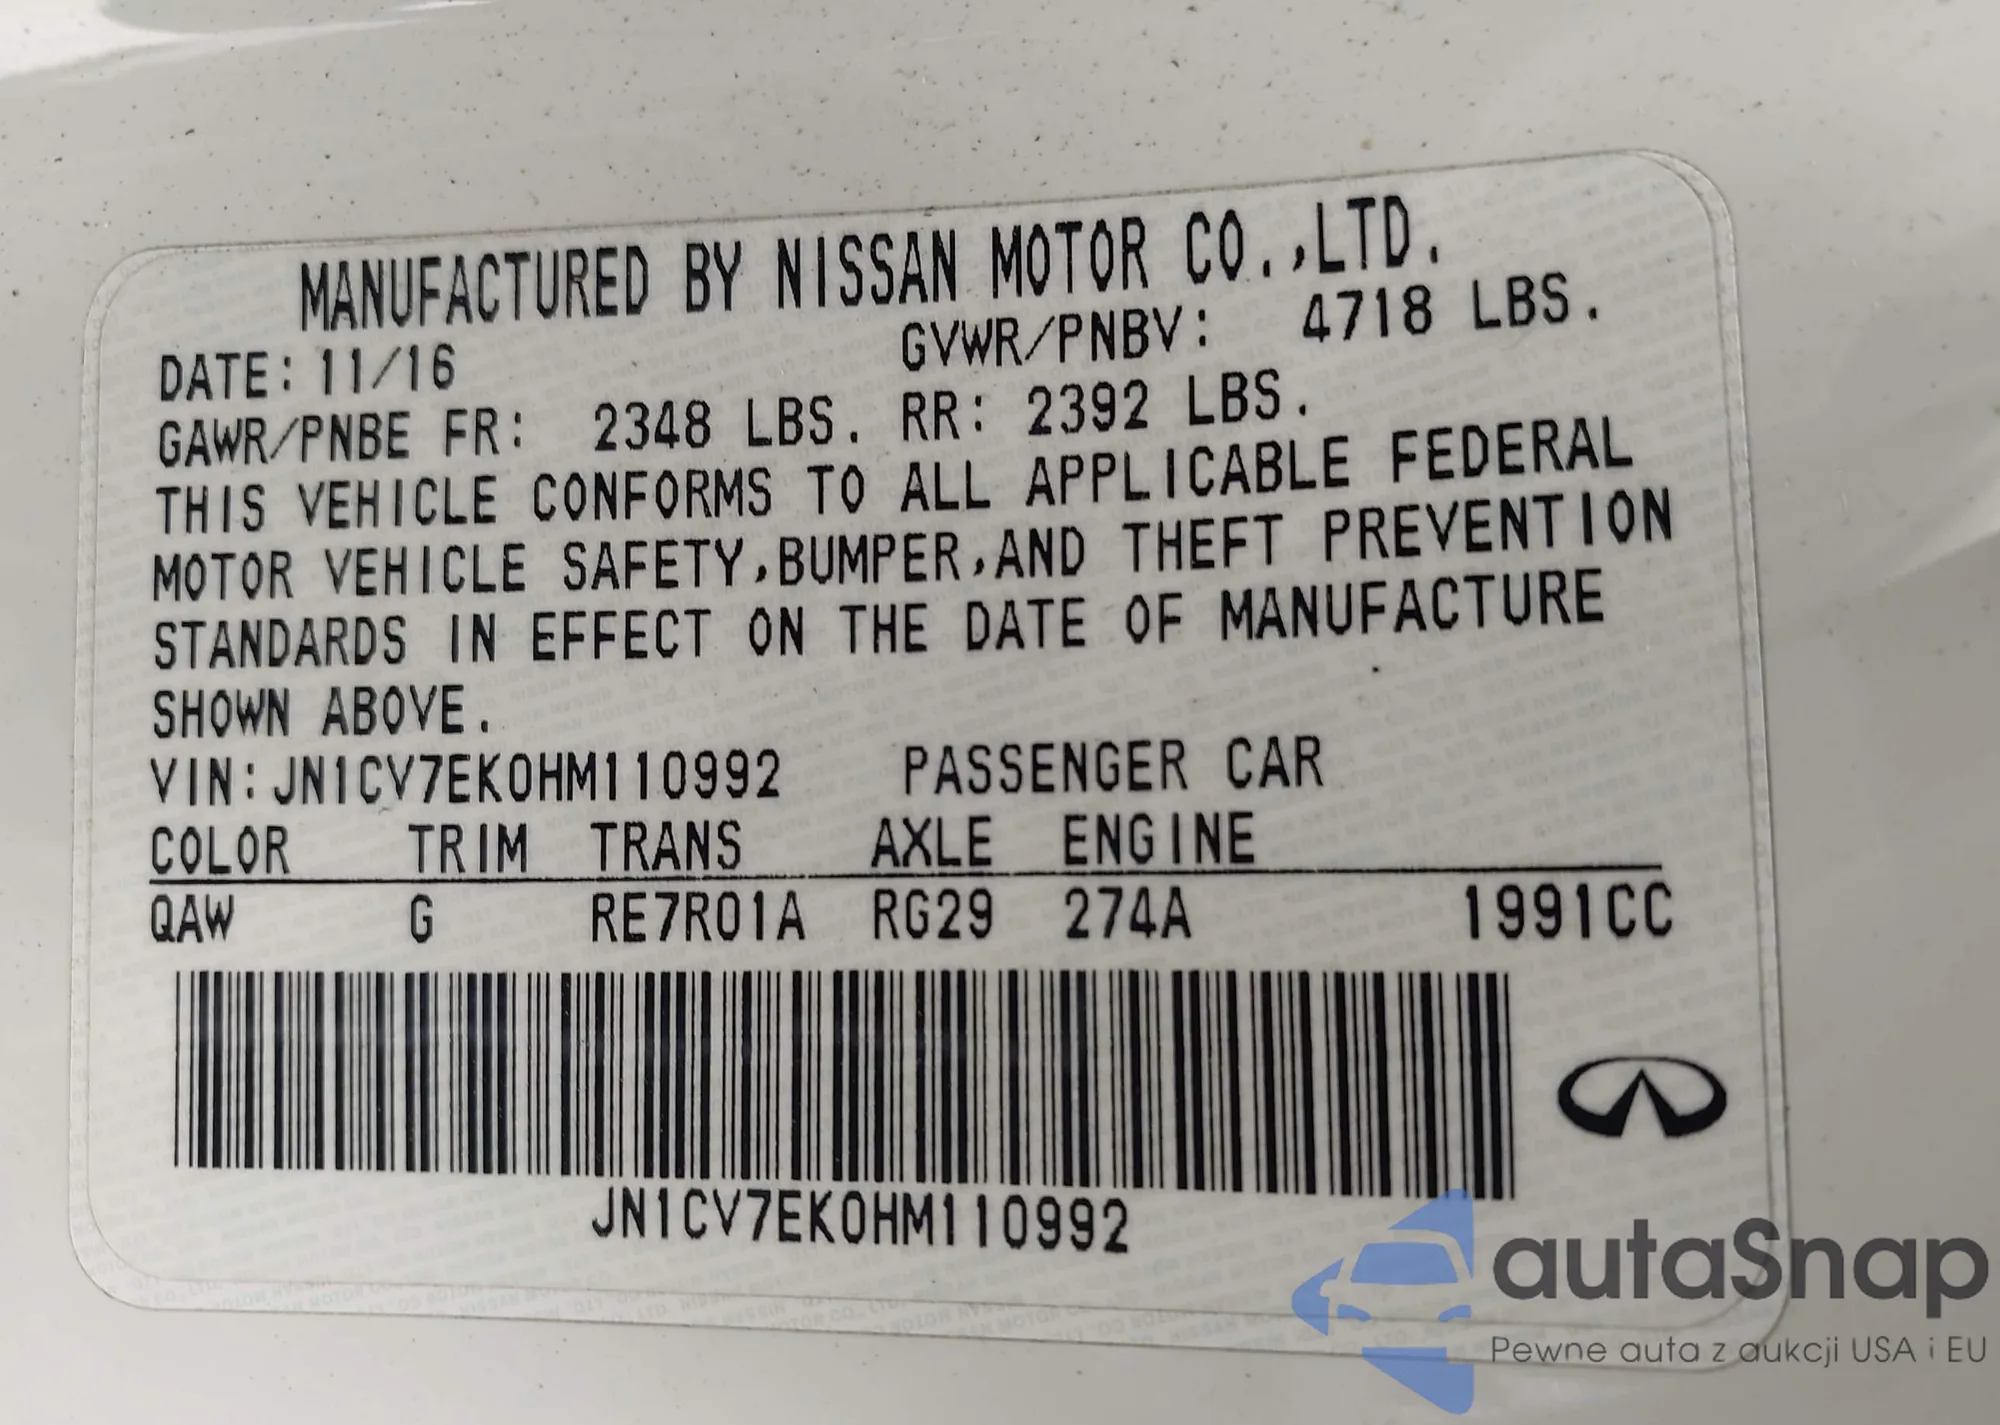 MANUFACTURED BY NISSAN MOTOR CO.,LTD.
DATE: 11/16 GVWR/PNBV: 4718 LBS.
GAWR/PNBE FR: 2348 LBS. RR: 2392 LBS.
THIS VEHICLE CONFORMS TO ALL APPLICABLE FEDERAL
MOTOR VEHICLE SAFETY,BUMPER,AND THEFT PREVENTION
STANDARDS IN EFFECT ON THE DATE OF MANUFACTURE
SHOWN ABOVE.
VIN:JN1CV7EK0HM110992 PASSENGER CAR
COLOR TRIM TRANS AXLE ENGINE
QAW G RE7R01A RG29 274A 1991CC
JN1CV7EK0HM110992
autaSnap
Pewne auta z aukcji USA i EU